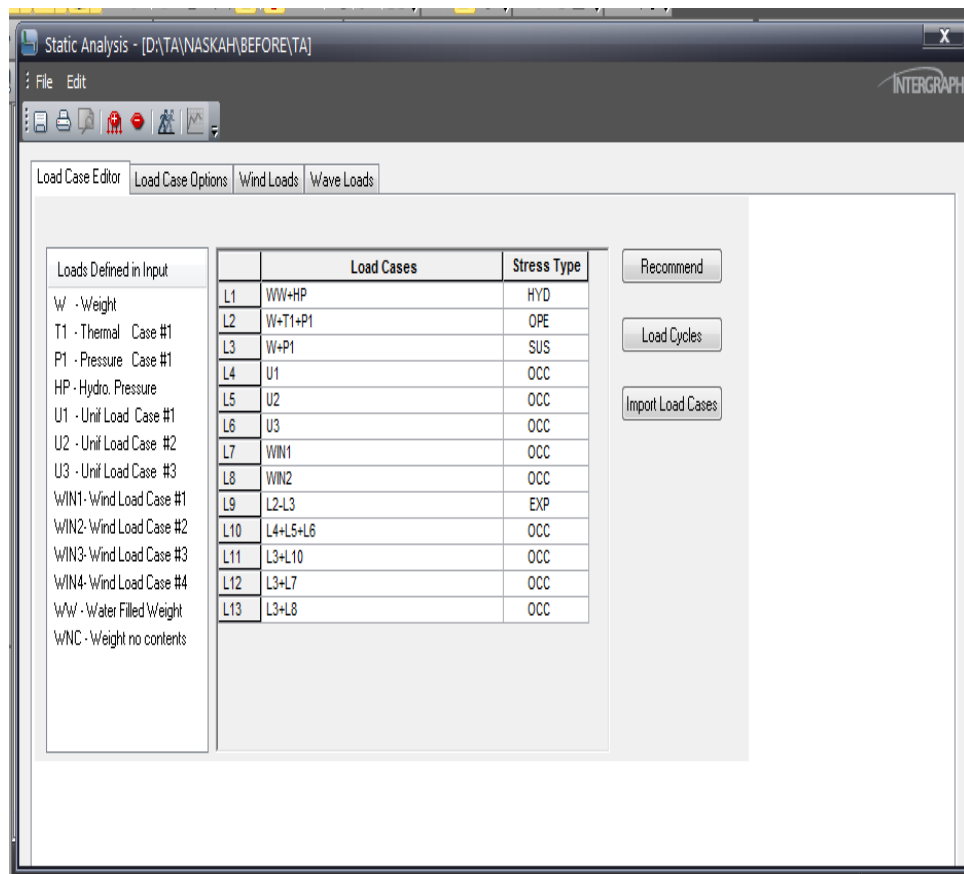 Static Analysis - [D:\TA\NASKAH\BEFORE\TA]
X
File Edit
INTERGRAPH
Load Case Editor Load Case Options Wind Loads Wave Loads
Loads Defined in Input
W - Weight
T1 - Thermal Case #1
P1 - Pressure Case #1
HP - Hydro. Pressure
U1 - Unif Load Case #1
U2 - Unif Load Case #2
U3 - Unif Load Case #3
WIN1- Wind Load Case #1
WIN2- Wind Load Case #2
WIN3- Wind Load Case #3
WIN4- Wind Load Case #4
WW - Water Filled Weight
WNC - Weight no contents
Load Cases Stress Type
L1 WW+HP HYD
L2 W+T1+P1 OPE
L3 W+P1 SUS
L4 U1 OCC
L5 U2 OCC
L6 U3 OCC
L7 WIN1 OCC
L8 WIN2 OCC
L9 L2-L3 EXP
L10 L4+L5+L6 OCC
L11 L3+L10 OCC
L12 L3+L7 OCC
L13 L3+L8 OCC
Recommend
Load Cycles
Import Load Cases